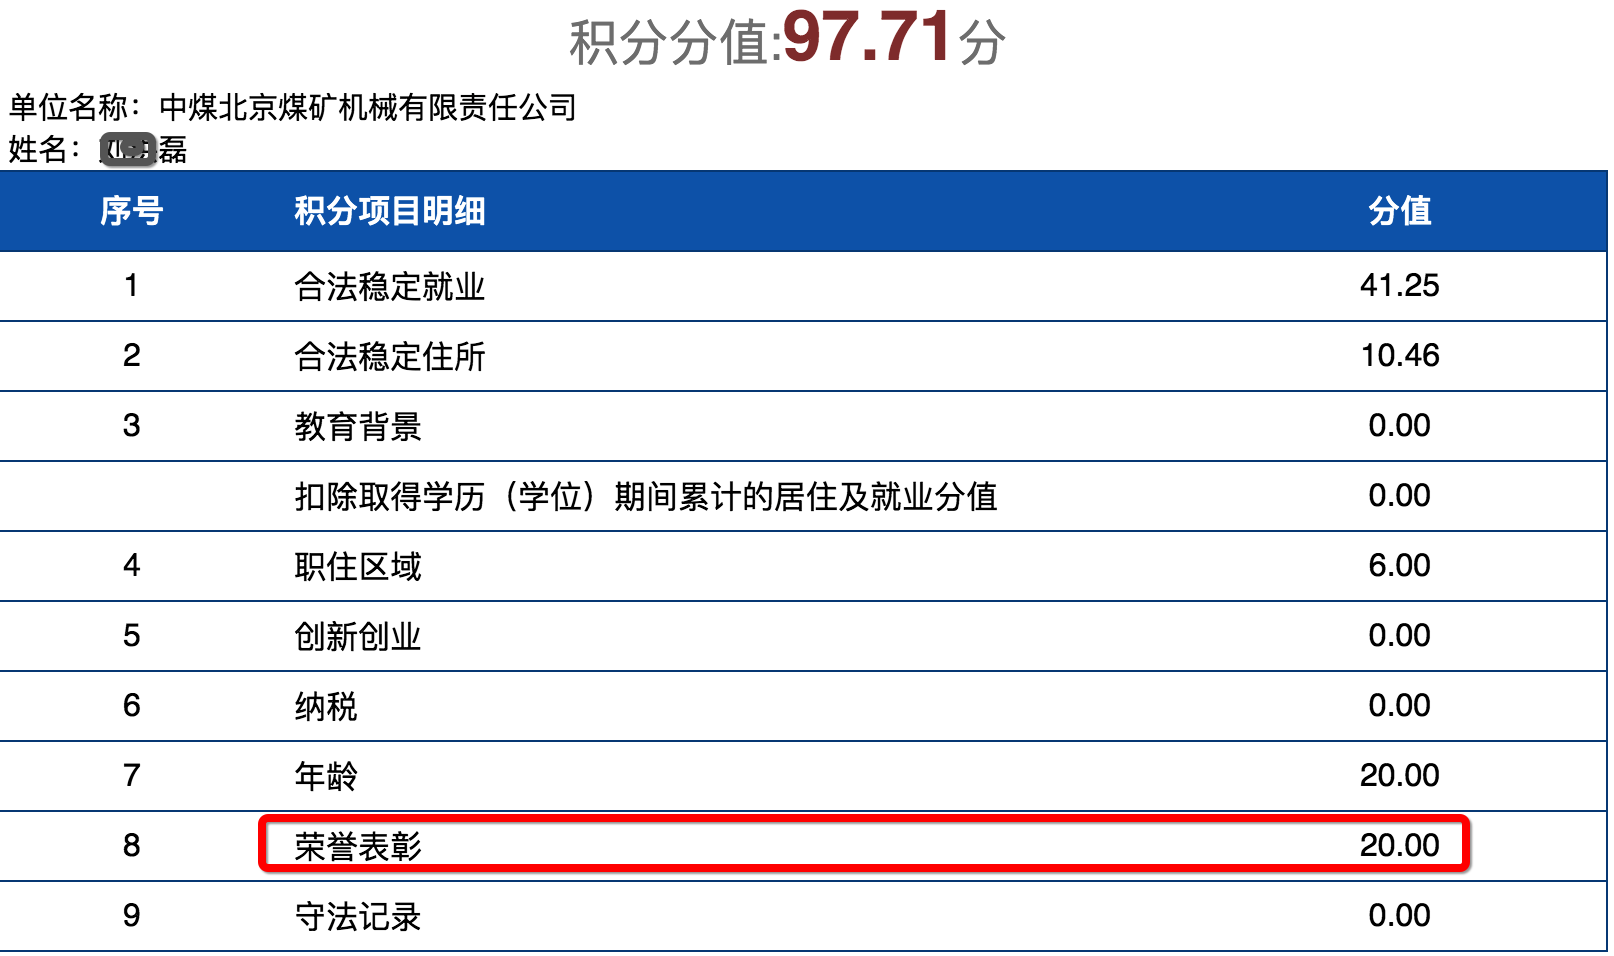 积分分值:97.71分
单位名称：中煤北京煤矿机械有限责任公司
姓名：磊
序号 积分项目明细 分值
1 合法稳定就业 41.25
2 合法稳定住所 10.46
3 教育背景 0.00
扣除取得学历（学位）期间累计的居住及就业分值 0.00
4 职住区域 6.00
5 创新创业 0.00
6 纳税 0.00
7 年龄 20.00
8 荣誉表彰 20.00
9 守法记录 0.00